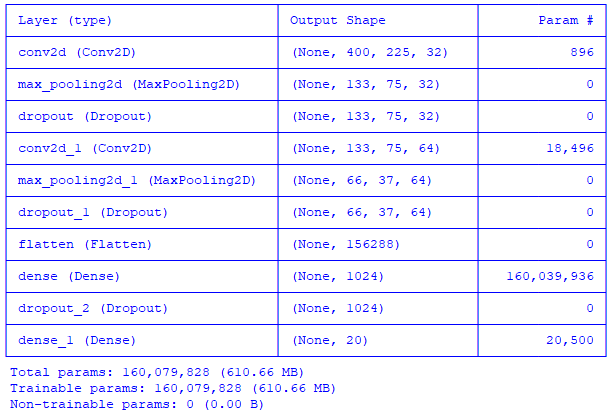 Layer (type) Output Shape Param #
conv2d (Conv2D) (None, 400, 225, 32) 896
max_pooling2d (MaxPooling2D) (None, 133, 75, 32) 0
dropout (Dropout) (None, 133, 75, 32) 0
conv2d_1 (Conv2D) (None, 133, 75, 64) 18,496
max_pooling2d_1 (MaxPooling2D) (None, 66, 37, 64) 0
dropout_1 (Dropout) (None, 66, 37, 64) 0
flatten (Flatten) (None, 156288) 0
dense (Dense) (None, 1024) 160,039,936
dropout_2 (Dropout) (None, 1024) 0
dense_1 (Dense) (None, 20) 20,500
Total params: 160,079,828 (610.66 MB)
Trainable params: 160,079,828 (610.66 MB)
Non-trainable params: 0 (0.00 B)